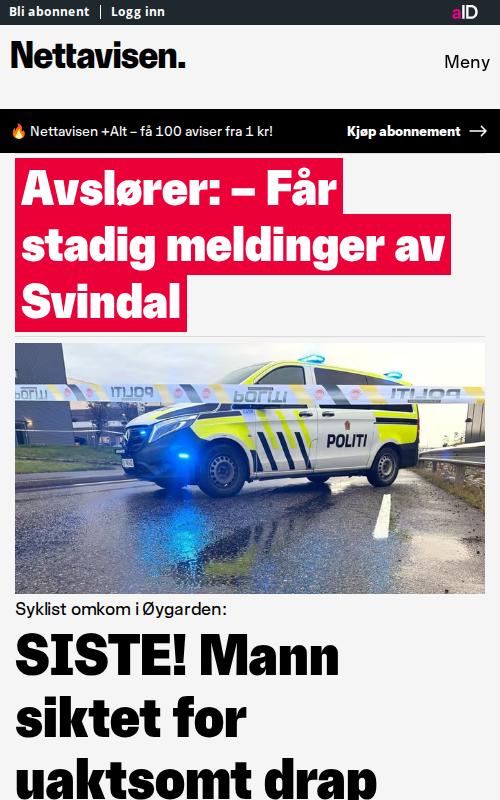 Bli abonnent | Logg inn
aID
Nettavisen.
Meny
🔥 Nettavisen +Alt – få 100 aviser fra 1 kr!
Kjøp abonnement →
Avslører: – Får
stadig meldinger av
Svindal
POLITI
POLITI
POLITI
POLITI
Syklist omkom i Øygarden:
SISTE! Mann
siktet for
uaktsomt drap